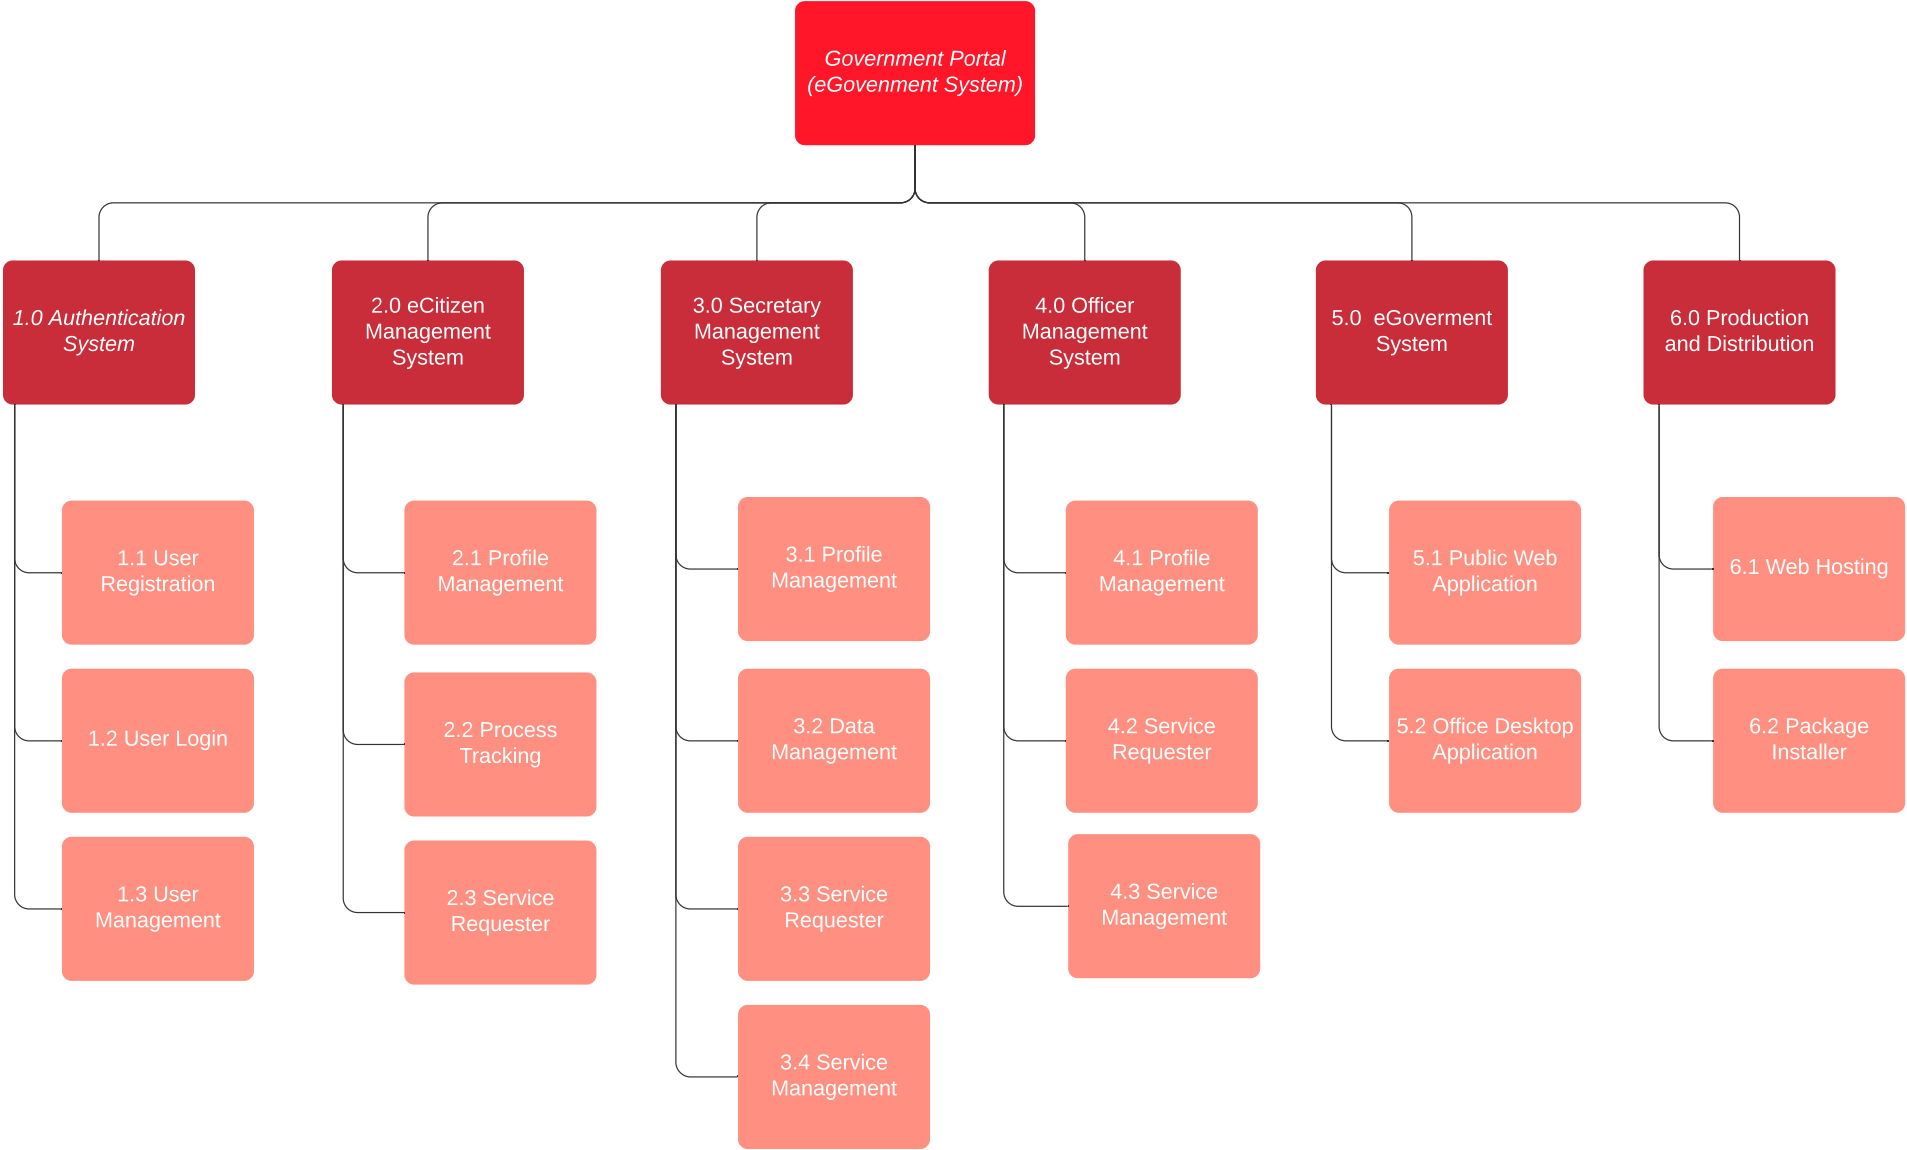 Government Portal
(eGovenment System)
1.0 Authentication
System
2.0 eCitizen
Management
System
3.0 Secretary
Management
System
4.0 Officer
Management
System
5.0  eGoverment
System
6.0 Production
and Distribution
1.1 User
Registration
1.2 User Login
1.3 User
Management
2.1 Profile
Management
2.2 Process
Tracking
2.3 Service
Requester
3.1 Profile
Management
3.2 Data
Management
3.3 Service
Requester
3.4 Service
Management
4.1 Profile
Management
4.2 Service
Requester
4.3 Service
Management
5.1 Public Web
Application
5.2 Office Desktop
Application
6.1 Web Hosting
6.2 Package
Installer